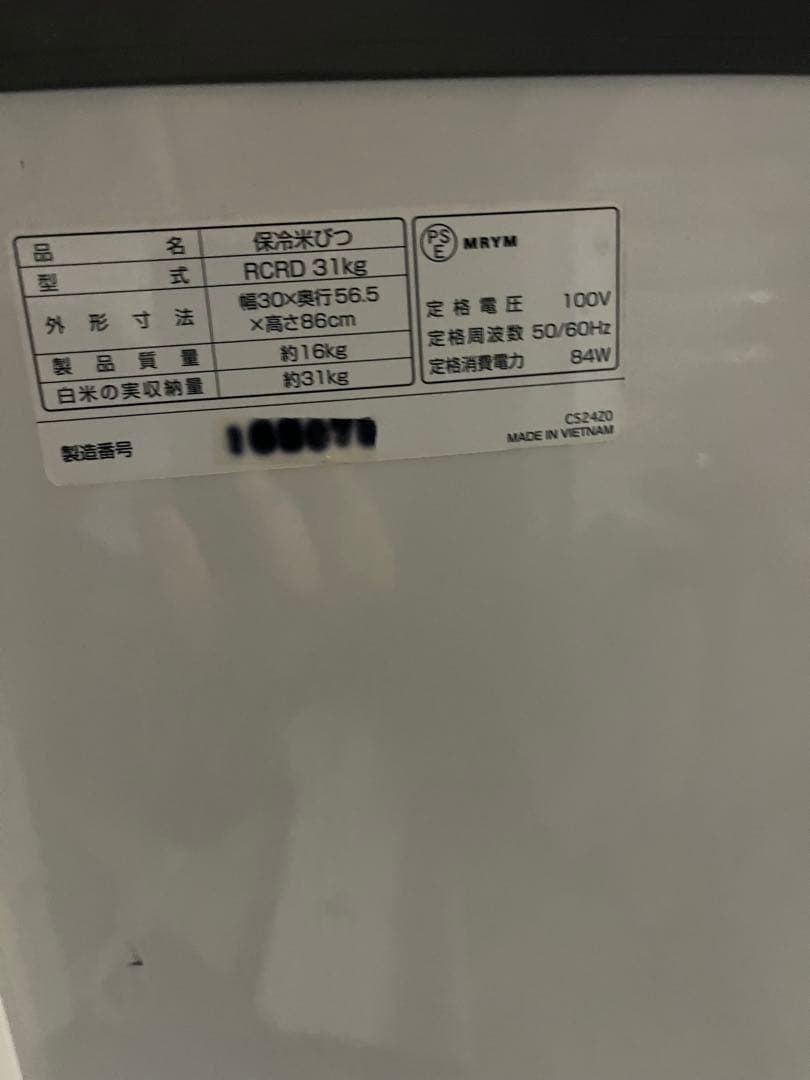 品名 保冷米びつ
型式 RCRD 31kg
外形寸法 幅30×奥行56.5
×高さ86cm
製品質量 約16kg
白米の実収納量 約31kg
PS
E
MRYM
定格電圧 100V
定格周波数 50/60Hz
定格消費電力 84W
製造番号
CS24Z0
MADE IN VIETNAM